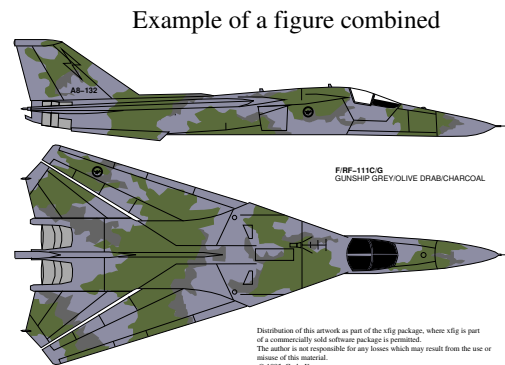 Example of a figure combined
A8-132
F/RF-111C/G
GUNSHIP GREY/OLIVE DRAB/CHARCOAL
Distribution of this artwork as part of the xfig package, where xfig is part
of a commercially sold software package is permitted.
The author is not responsible for any losses which may result from the use or
misuse of this material.